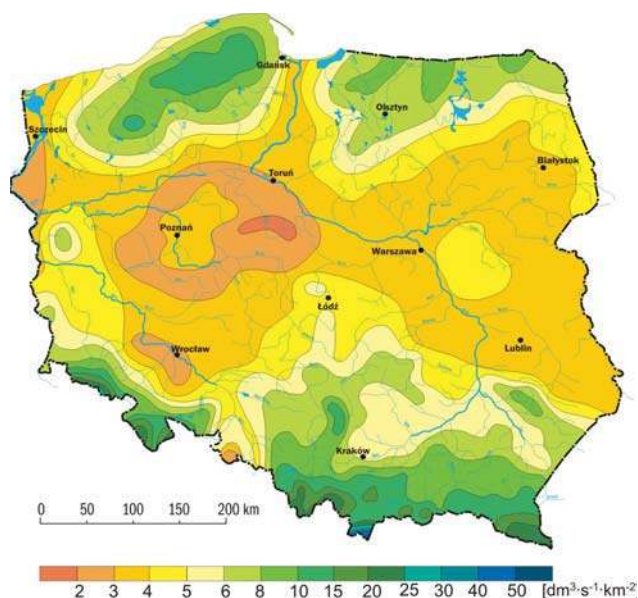 Gdańsk
Olsztyn
Szczecin
Białystok
Toruń
Poznań
Warszawa
Łódź
Wrocław
Lublin
Kraków
0 50 100 150 200 km
2 3 4 5 6 8 10 15 20 25 30 40 50 [dm³·s⁻¹·km⁻²]